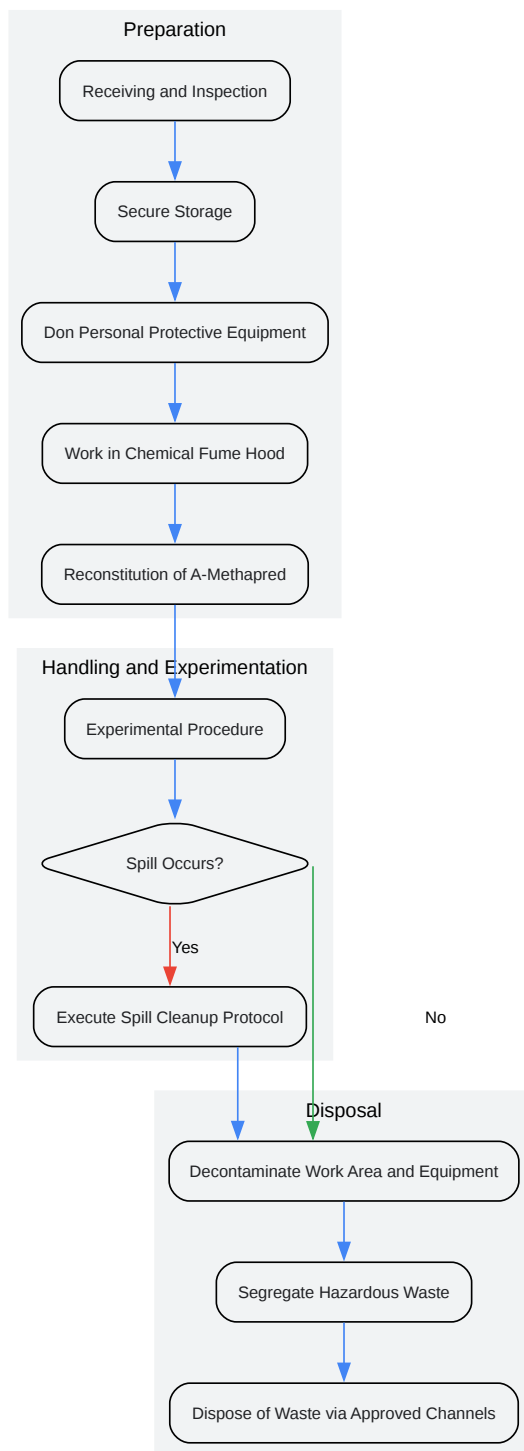 Preparation
Receiving and Inspection
Secure Storage
Don Personal Protective Equipment
Work in Chemical Fume Hood
Reconstitution of A-Methapred
Handling and Experimentation
Experimental Procedure
Spill Occurs?
Yes
Execute Spill Cleanup Protocol
No
Disposal
Decontaminate Work Area and Equipment
Segregate Hazardous Waste
Dispose of Waste via Approved Channels